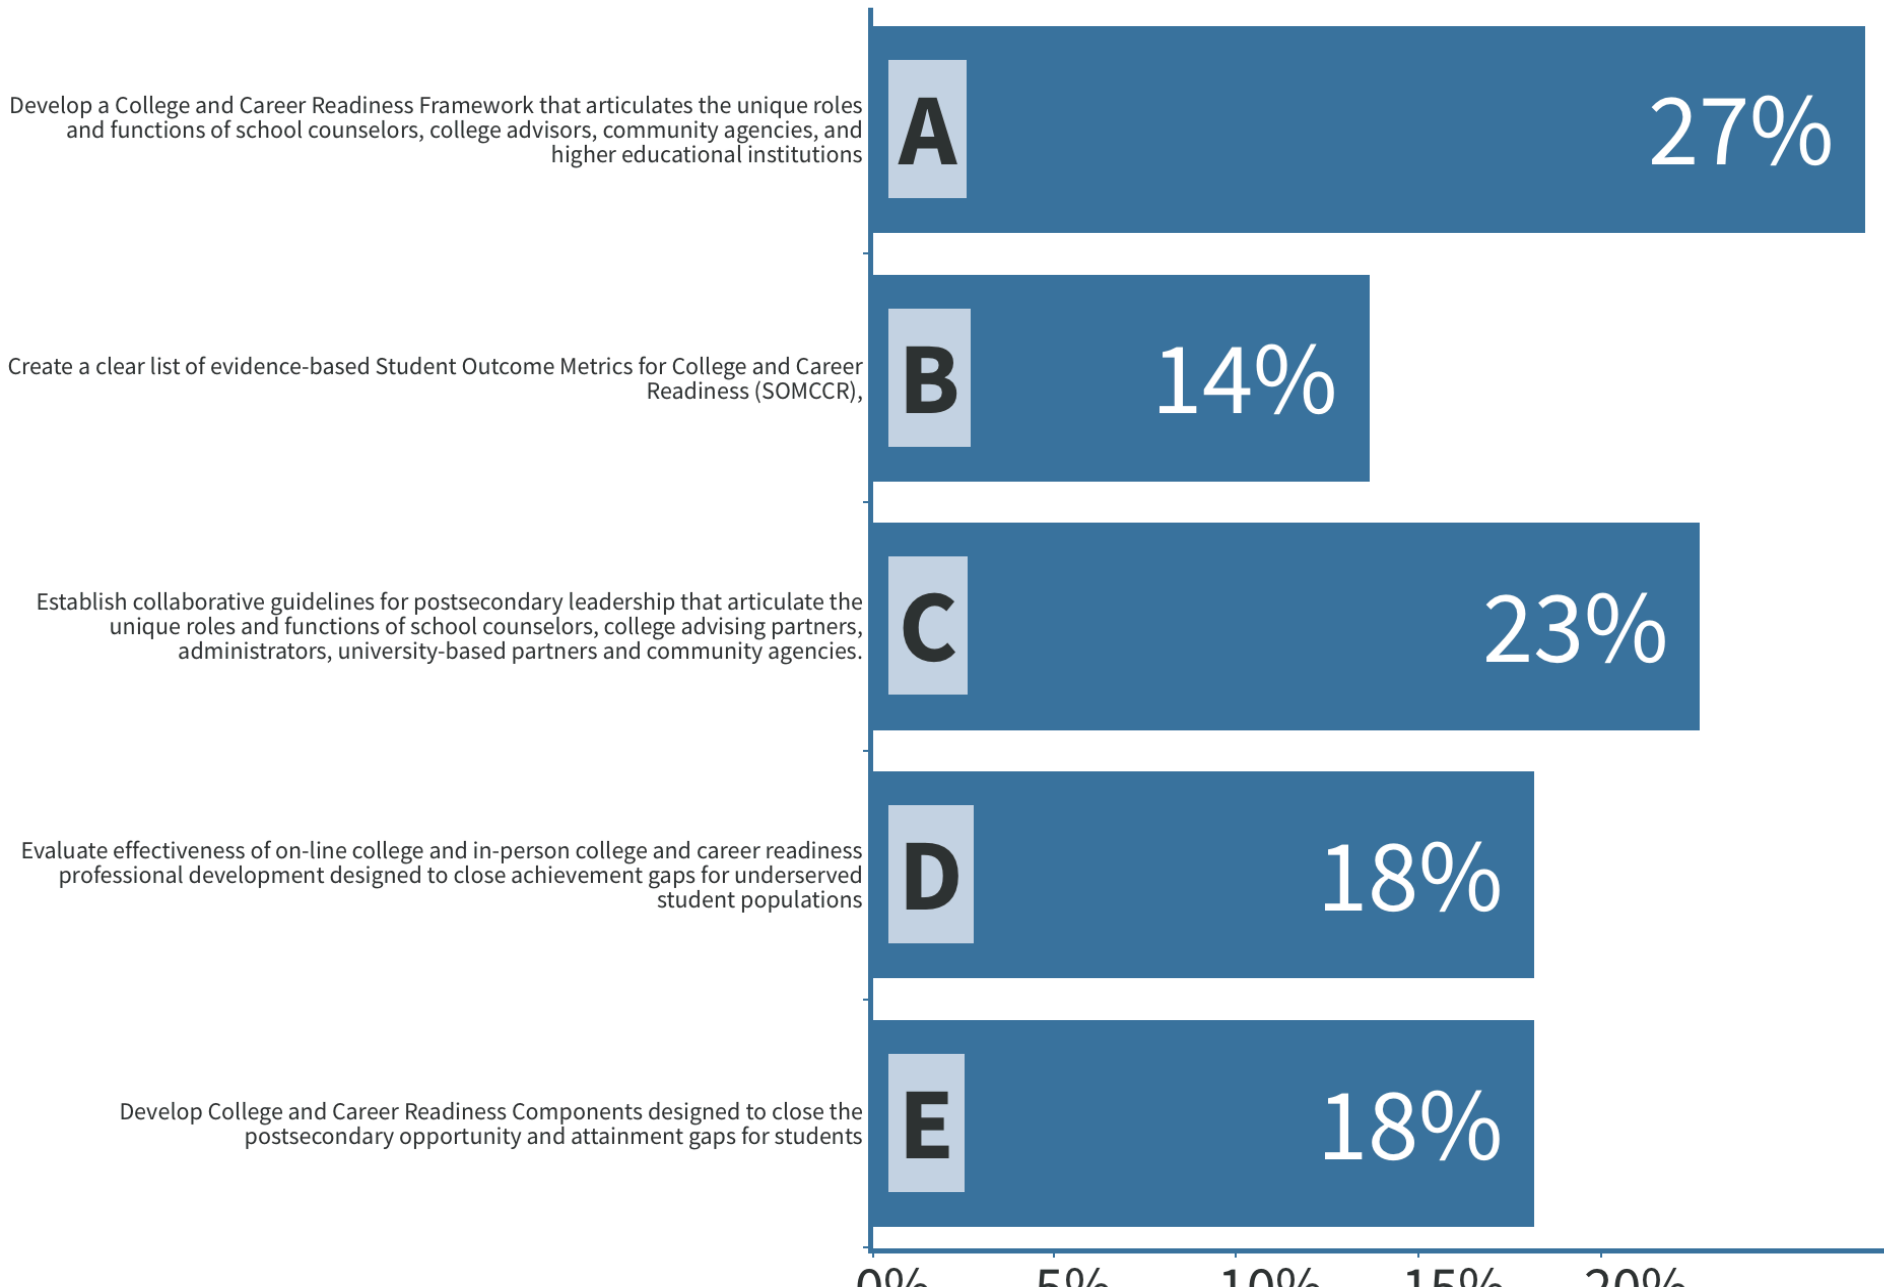 Develop a College and Career Readiness Framework that articulates the unique roles
and functions of school counselors, college advisors, community agencies, and
higher educational institutions
A
27%
Create a clear list of evidence-based Student Outcome Metrics for College and Career
Readiness (SOMCCR),
B
14%
Establish collaborative guidelines for postsecondary leadership that articulate the
unique roles and functions of school counselors, college advising partners,
administrators, university-based partners and community agencies.
C
23%
Evaluate effectiveness of on-line college and in-person college and career readiness
professional development designed to close achievement gaps for underserved
student populations
D
18%
Develop College and Career Readiness Components designed to close the
postsecondary opportunity and attainment gaps for students
E
18%
0% 5% 10% 15% 20%